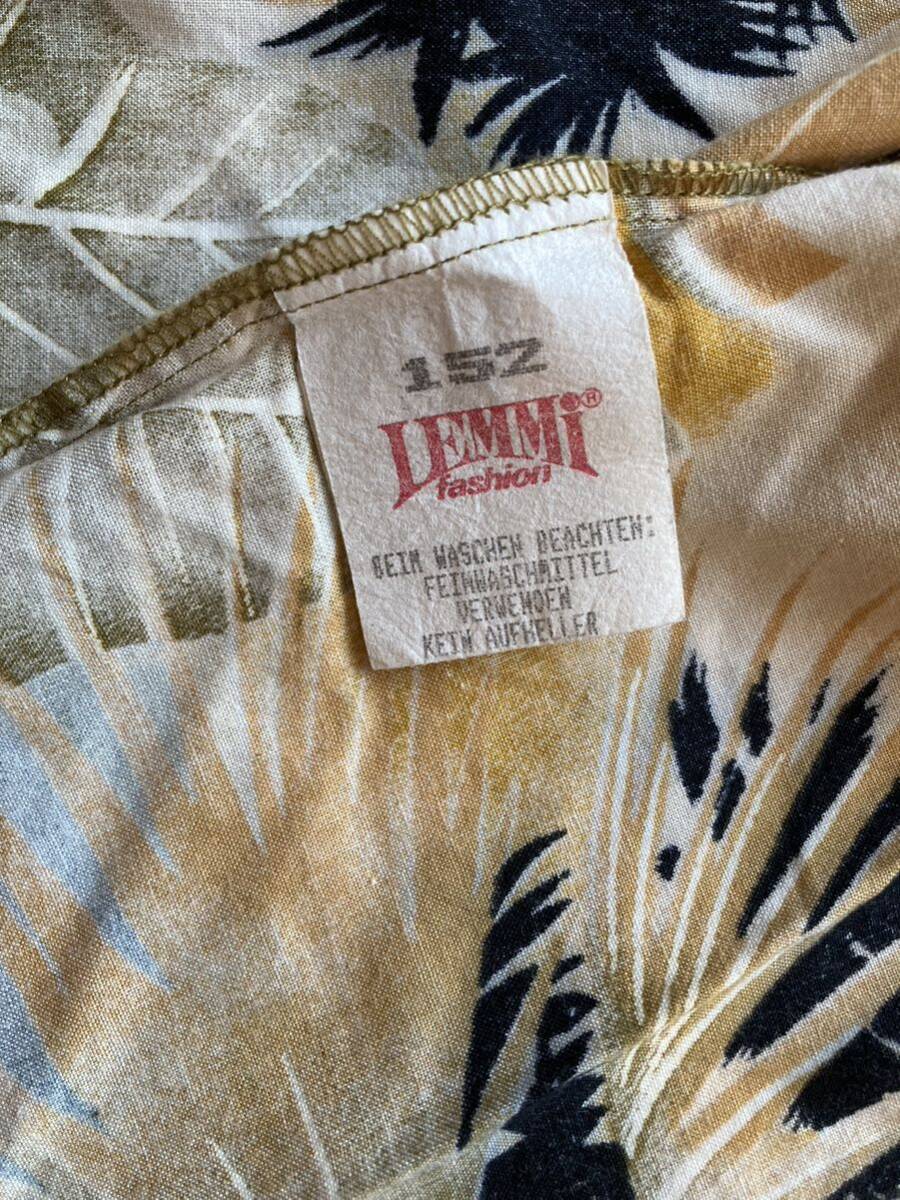 152
LEMMi®
fashion
BEIM WASCHEN BEACHTEN:
FEINWASCHMITTEL
VERWENDEN
KEIN AUFHELLER